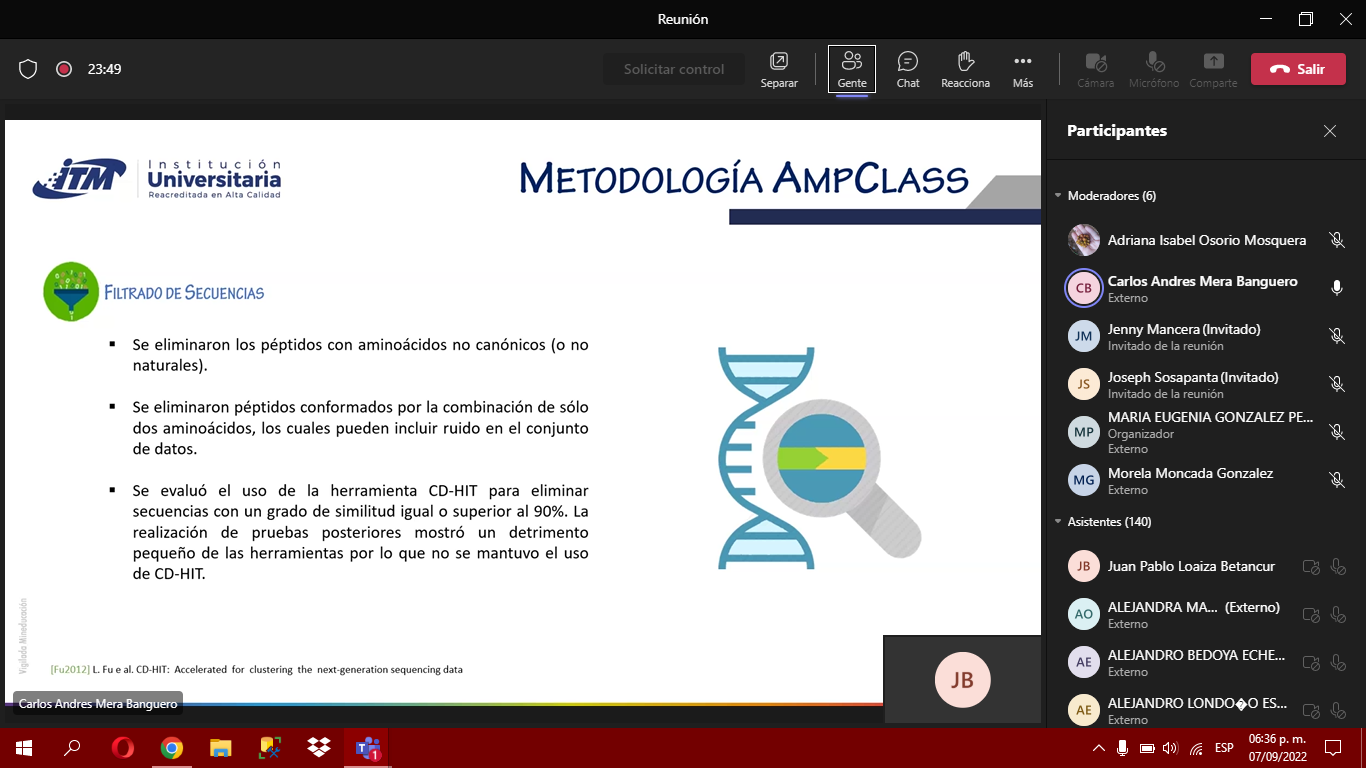 Reunión
23:49
Solicitar control
Separar
Gente
Chat
Reacciona
Más
Cámara
Micrófono
Comparte
Salir
iTM
Institución
Universitaria
Reacreditada en Alta Calidad
METODOLOGÍA AMPCLASS
FILTRADO DE SECUENCIAS
▪ Se eliminaron los péptidos con aminoácidos no canónicos (o no
naturales).
▪ Se eliminaron péptidos conformados por la combinación de sólo
dos aminoácidos, los cuales pueden incluir ruido en el conjunto
de datos.
▪ Se evaluó el uso de la herramienta CD-HIT para eliminar
secuencias con un grado de similitud igual o superior al 90%. La
realización de pruebas posteriores mostró un detrimento
pequeño de las herramientas por lo que no se mantuvo el uso
de CD-HIT.
Vigilada Mineducación
[Fu2012] L. Fu e al. CD-HIT: Accelerated for clustering the next-generation sequencing data
Carlos Andres Mera Banguero
JB
Participantes
Moderadores (6)
Adriana Isabel Osorio Mosquera
CB
Carlos Andres Mera Banguero
Externo
JM
Jenny Mancera (Invitado)
Invitado de la reunión
JS
Joseph Sosapanta (Invitado)
Invitado de la reunión
MP
MARIA EUGENIA GONZALEZ PE...
Organizador
Externo
MG
Morela Moncada Gonzalez
Externo
Asistentes (140)
JB
Juan Pablo Loaiza Betancur
AO
ALEJANDRA MA... (Externo)
Externo
AE
ALEJANDRO BEDOYA ECHE...
Externo
AE
ALEJANDRO LONDO�O ES...
Externo
1
ESP
06:36 p. m.
07/09/2022